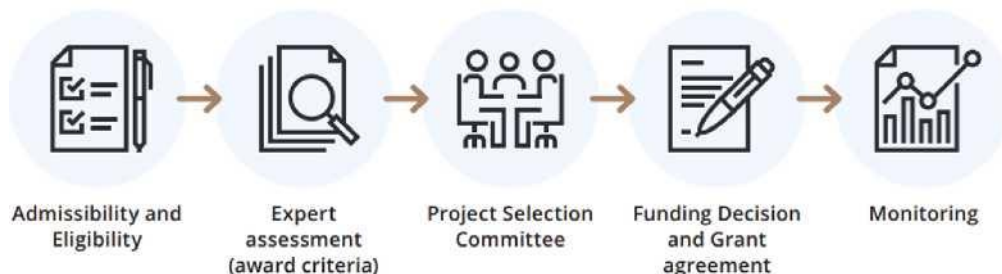 Admissibility and
Eligibility
Expert
assessment
(award criteria)
Project Selection
Committee
Funding Decision
and Grant
agreement
Monitoring